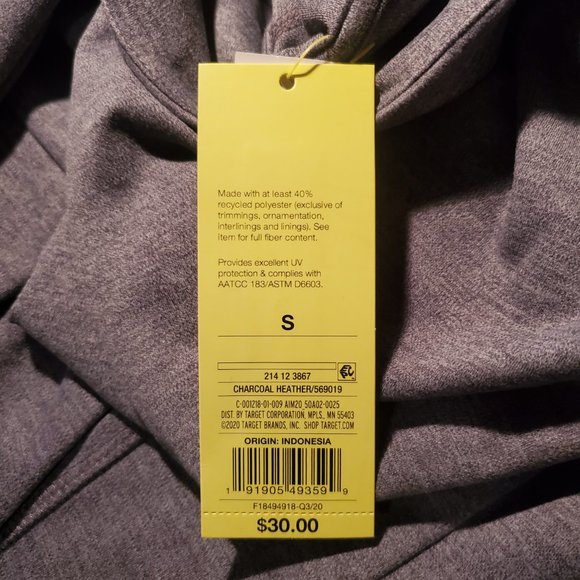 Made with at least 40%
recycled polyester (exclusive of
trimmings, ornamentation,
interlinings and linings). See
item for full fiber content.
Provides excellent UV
protection & complies with
AATCC 183/ASTM D6603.
S
214 12 3867
CHARCOAL HEATHER/569019
C-001218-01-009 AIM20_50A02-0025
DIST. BY TARGET CORPORATION, MPLS., MN 55403
©2020 TARGET BRANDS, INC. SHOP TARGET.COM
ORIGIN: INDONESIA
1 91905 49359 9
F18494918-Q3/20
$30.00